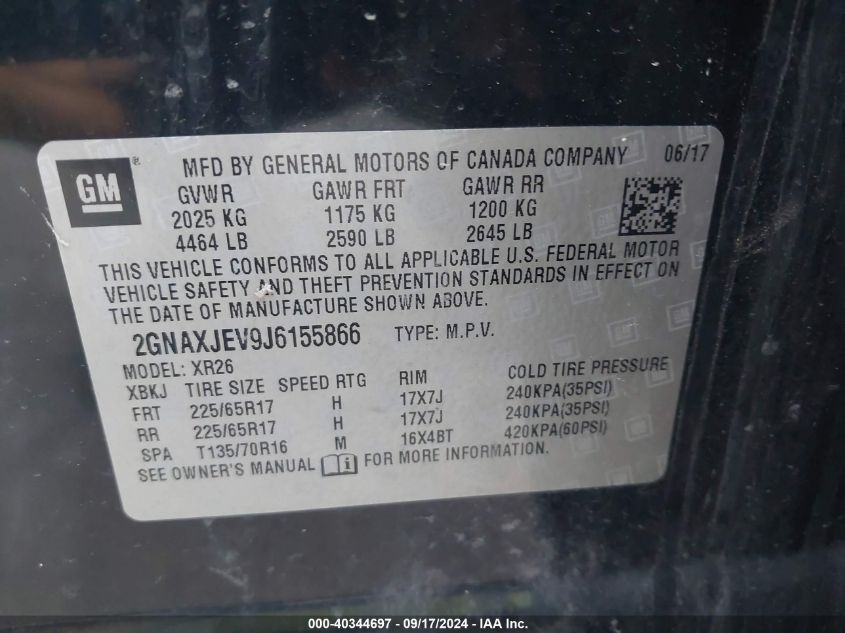 GM ® MFD BY GENERAL MOTORS OF CANADA COMPANY 06/17
GVWR GAWR FRT GAWR RR
2025 KG 1175 KG 1200 KG
4464 LB 2590 LB 2645 LB
THIS VEHICLE CONFORMS TO ALL APPLICABLE U.S. FEDERAL MOTOR
VEHICLE SAFETY AND THEFT PREVENTION STANDARDS IN EFFECT ON
THE DATE OF MANUFACTURE SHOWN ABOVE.
2GNAXJEV9J6155866 TYPE: M.P.V.
MODEL: XR26
XBKJ TIRE SIZE SPEED RTG RIM COLD TIRE PRESSURE
FRT 225/65R17 H 17X7J 240KPA(35PSI)
RR 225/65R17 H 17X7J 240KPA(35PSI)
SPA T135/70R16 M 16X4BT 420KPA(60PSI)
SEE OWNER'S MANUAL i FOR MORE INFORMATION.
000-40344697 - 09/17/2024 - IAA Inc.